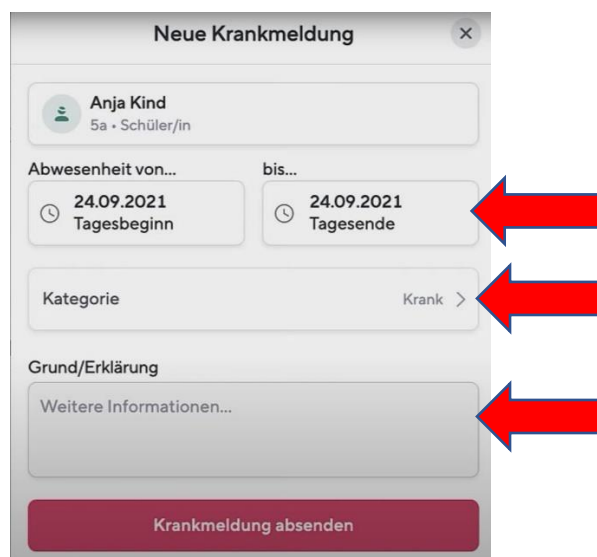 Neue Krankmeldung
Anja Kind
5a • Schüler/in
Abwesenheit von...
bis...
24.09.2021
Tagesbeginn
24.09.2021
Tagesende
Kategorie
Krank
Grund/Erklärung
Weitere Informationen...
Krankmeldung absenden